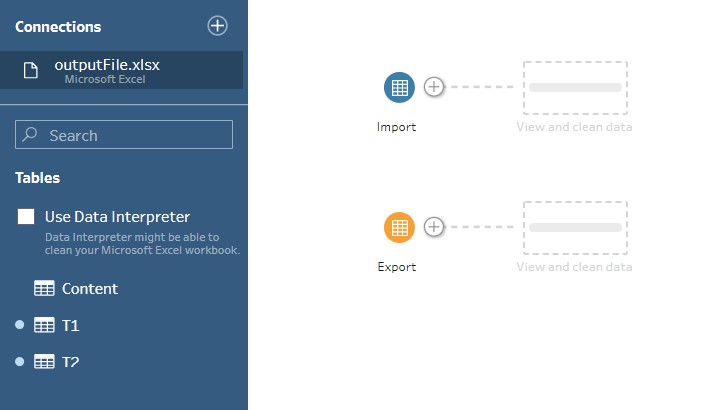 Connections
outputFile.xlsx
Microsoft Excel
Search
Tables
Use Data Interpreter
Data Interpreter might be able to
clean your Microsoft Excel workbook.
Content
T1
T2
Import
View and clean data
Export
View and clean data